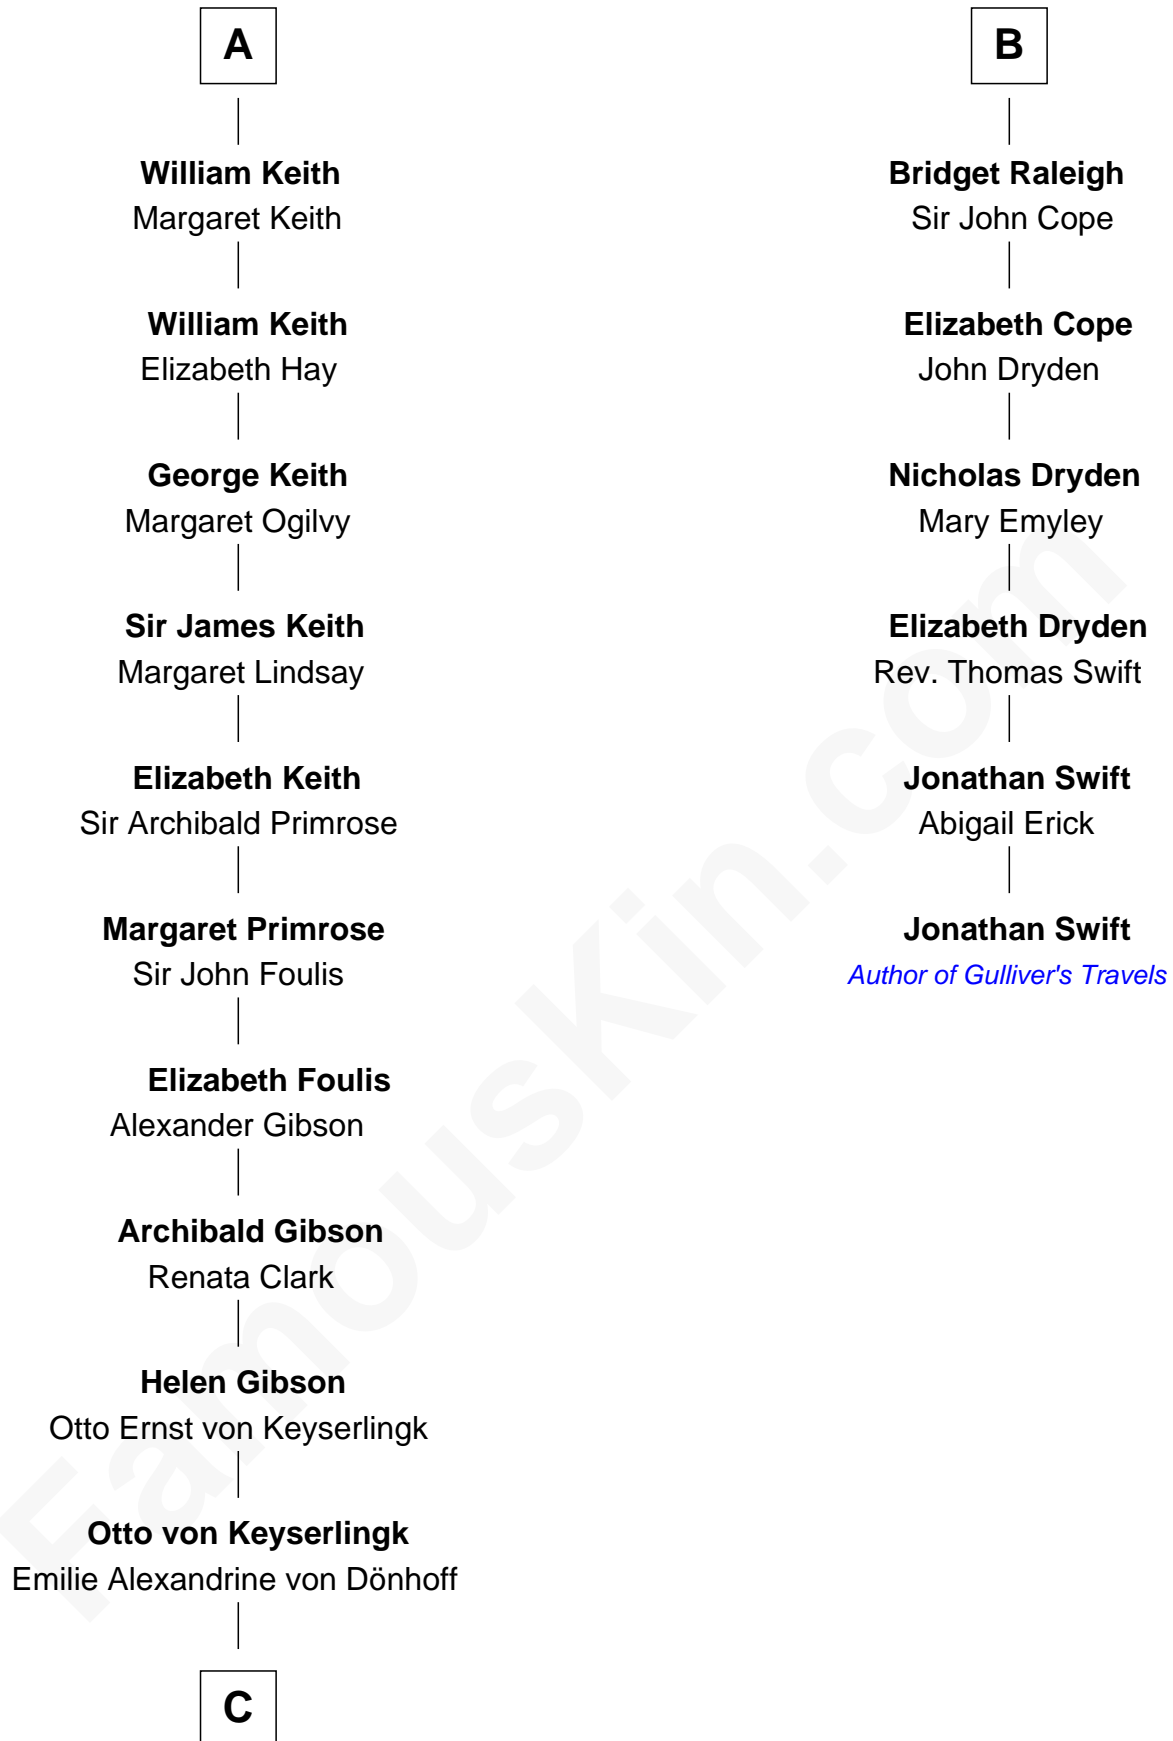 A
William Keith
Margaret Keith
William Keith
Elizabeth Hay
George Keith
Margaret Ogilvy
Sir James Keith
Margaret Lindsay
Elizabeth Keith
Sir Archibald Primrose
Margaret Primrose
Sir John Foulis
Elizabeth Foulis
Alexander Gibson
Archibald Gibson
Renata Clark
Helen Gibson
Otto Ernst von Keyserlingk
Otto von Keyserlingk
Emilie Alexandrine von Dönhoff
C
B
Bridget Raleigh
Sir John Cope
Elizabeth Cope
John Dryden
Nicholas Dryden
Mary Emyley
Elizabeth Dryden
Rev. Thomas Swift
Jonathan Swift
Abigail Erick
Jonathan Swift
Author of Gulliver's Travels
FamousKin.com